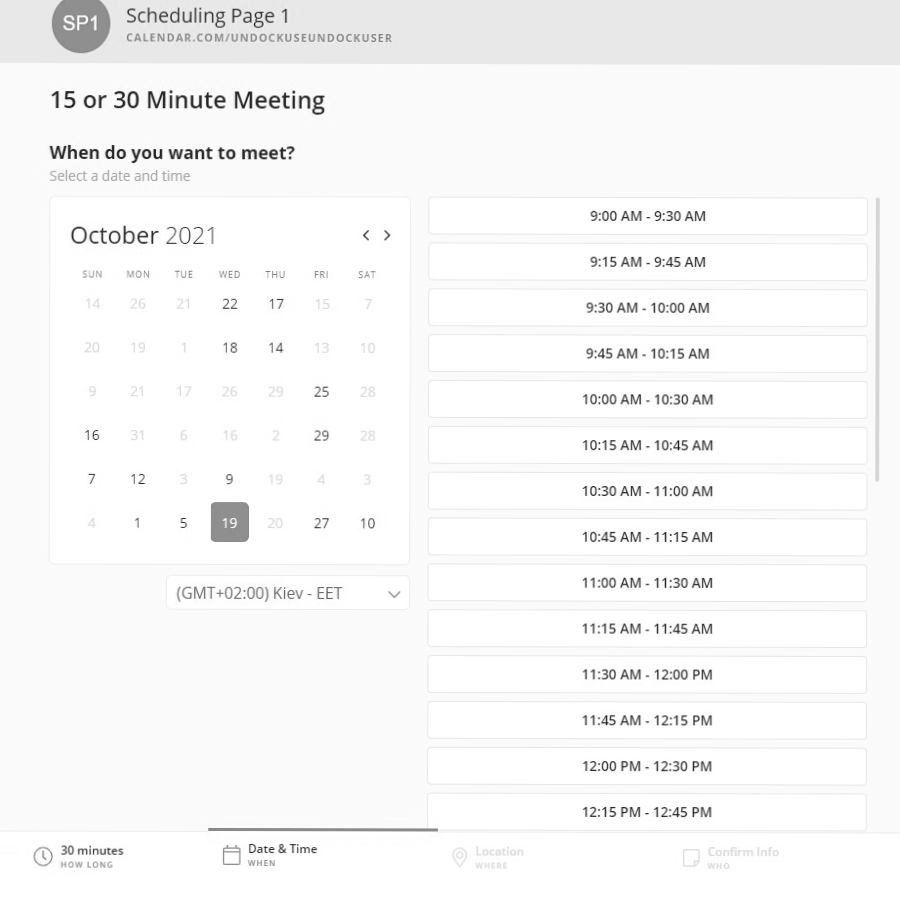 SP1
Scheduling Page 1
CALENDAR.COM/UNDOCKUSEUNDOCKUSER
15 or 30 Minute Meeting
When do you want to meet?
Select a date and time
October 2021
SUN MON TUE WED THU FRI SAT
14 26 21 22 17 15 7
20 19 1 18 14 13 10
9 21 17 26 29 25 28
16 31 6 16 2 29 28
7 12 3 9 19 4 3
4 1 5 19 20 27 10
(GMT+02:00) Kiev - EET
9:00 AM - 9:30 AM
9:15 AM - 9:45 AM
9:30 AM - 10:00 AM
9:45 AM - 10:15 AM
10:00 AM - 10:30 AM
10:15 AM - 10:45 AM
10:30 AM - 11:00 AM
10:45 AM - 11:15 AM
11:00 AM - 11:30 AM
11:15 AM - 11:45 AM
11:30 AM - 12:00 PM
11:45 AM - 12:15 PM
12:00 PM - 12:30 PM
12:15 PM - 12:45 PM
30 minutes
HOW LONG
Date & Time
WHEN
Location
WHERE
Confirm Info
WHO